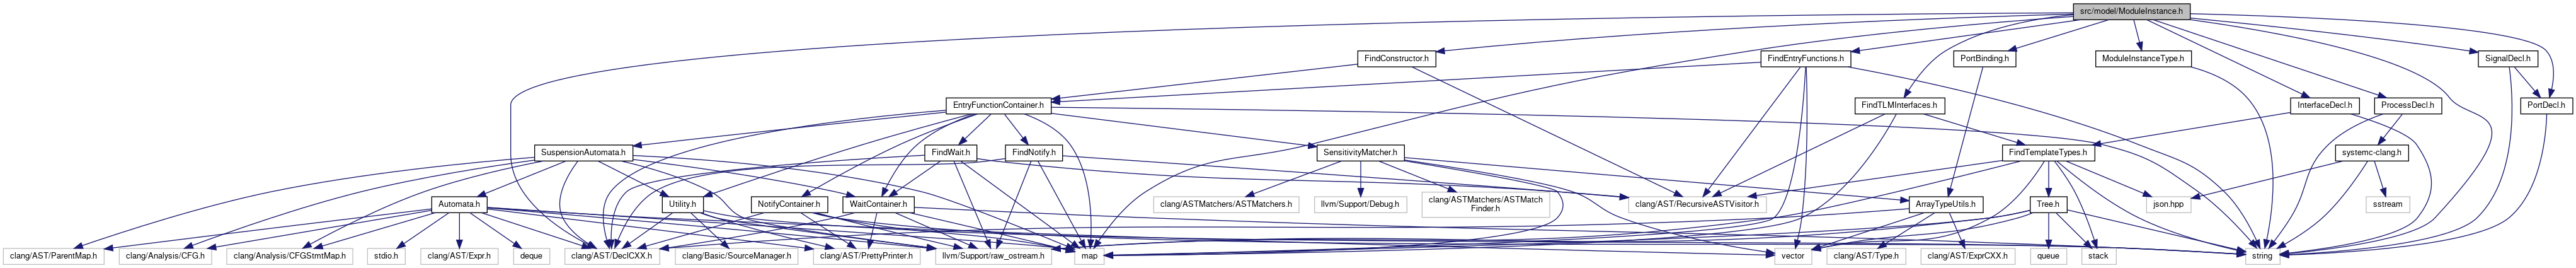 src/model/ModuleInstance.h
FindConstructor.h
FindEntryFunctions.h
PortBinding.h
ModuleInstanceType.h
SignalDecl.h
EntryFunctionContainer.h
FindTLMInterfaces.h
InterfaceDecl.h
ProcessDecl.h
PortDecl.h
SuspensionAutomata.h
FindWait.h
FindNotify.h
SensitivityMatcher.h
FindTemplateTypes.h
systemc-clang.h
Automata.h
Utility.h
NotifyContainer.h
WaitContainer.h
clang/ASTMatchers/ASTMatchers.h
llvm/Support/Debug.h
clang/ASTMatchers/ASTMatch
Finder.h
clang/AST/RecursiveASTVisitor.h
ArrayTypeUtils.h
Tree.h
json.hpp
sstream
clang/AST/ParentMap.h
clang/Analysis/CFG.h
clang/Analysis/CFGStmtMap.h
stdio.h
clang/AST/Expr.h
deque
clang/AST/DeclCXX.h
clang/Basic/SourceManager.h
clang/AST/PrettyPrinter.h
llvm/Support/raw_ostream.h
map
vector
clang/AST/Type.h
clang/AST/ExprCXX.h
queue
stack
string